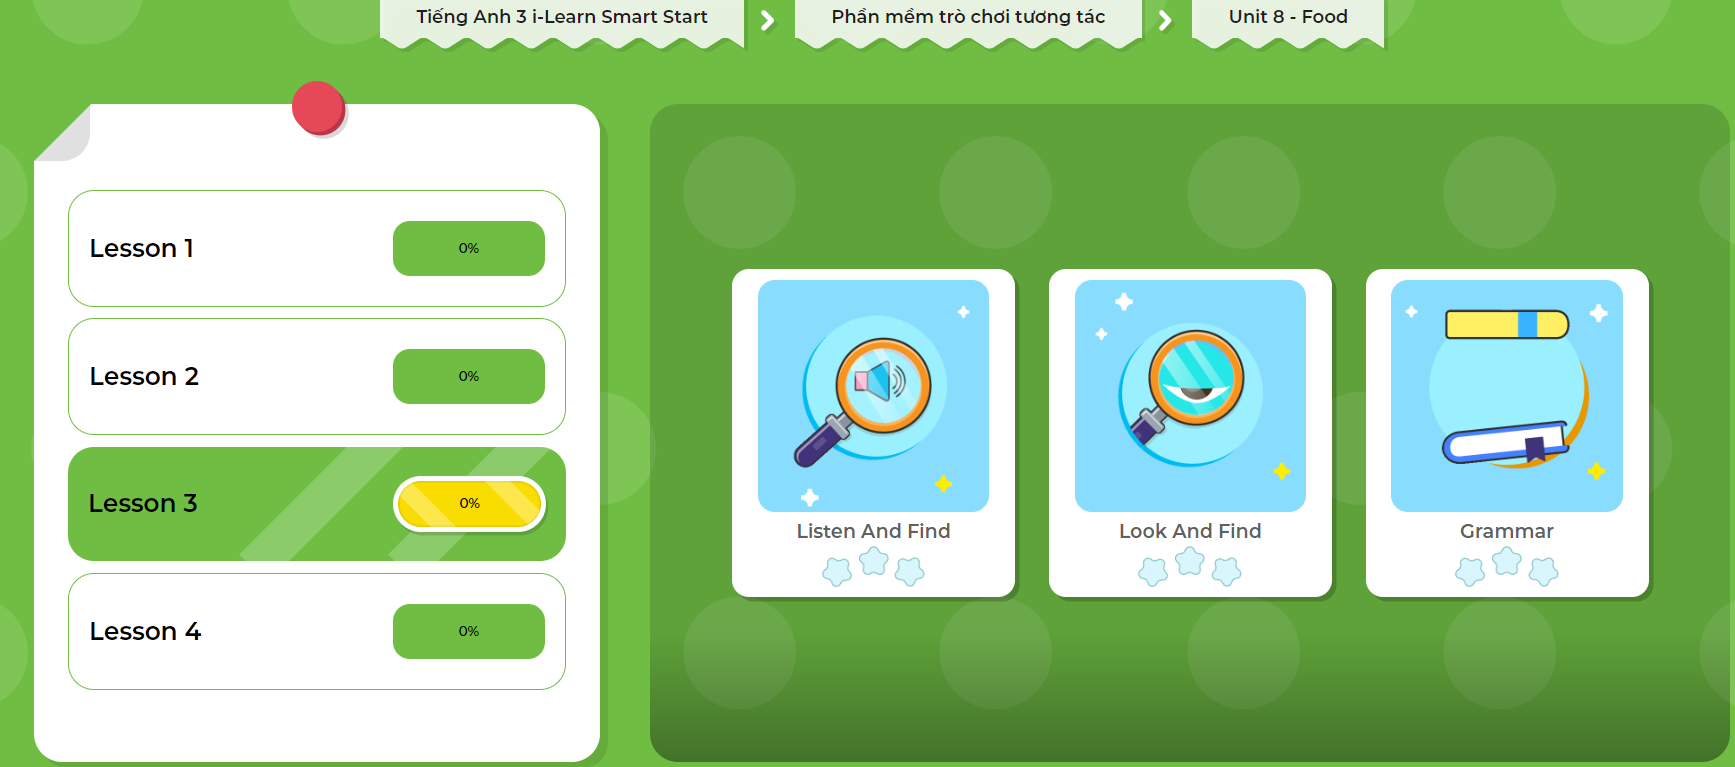 Tiếng Anh 3 i-Learn Smart Start
Phần mềm trò chơi tương tác
Unit 8 - Food
Lesson 1
0%
Lesson 2
0%
Lesson 3
0%
Lesson 4
0%
Listen And Find
Look And Find
Grammar